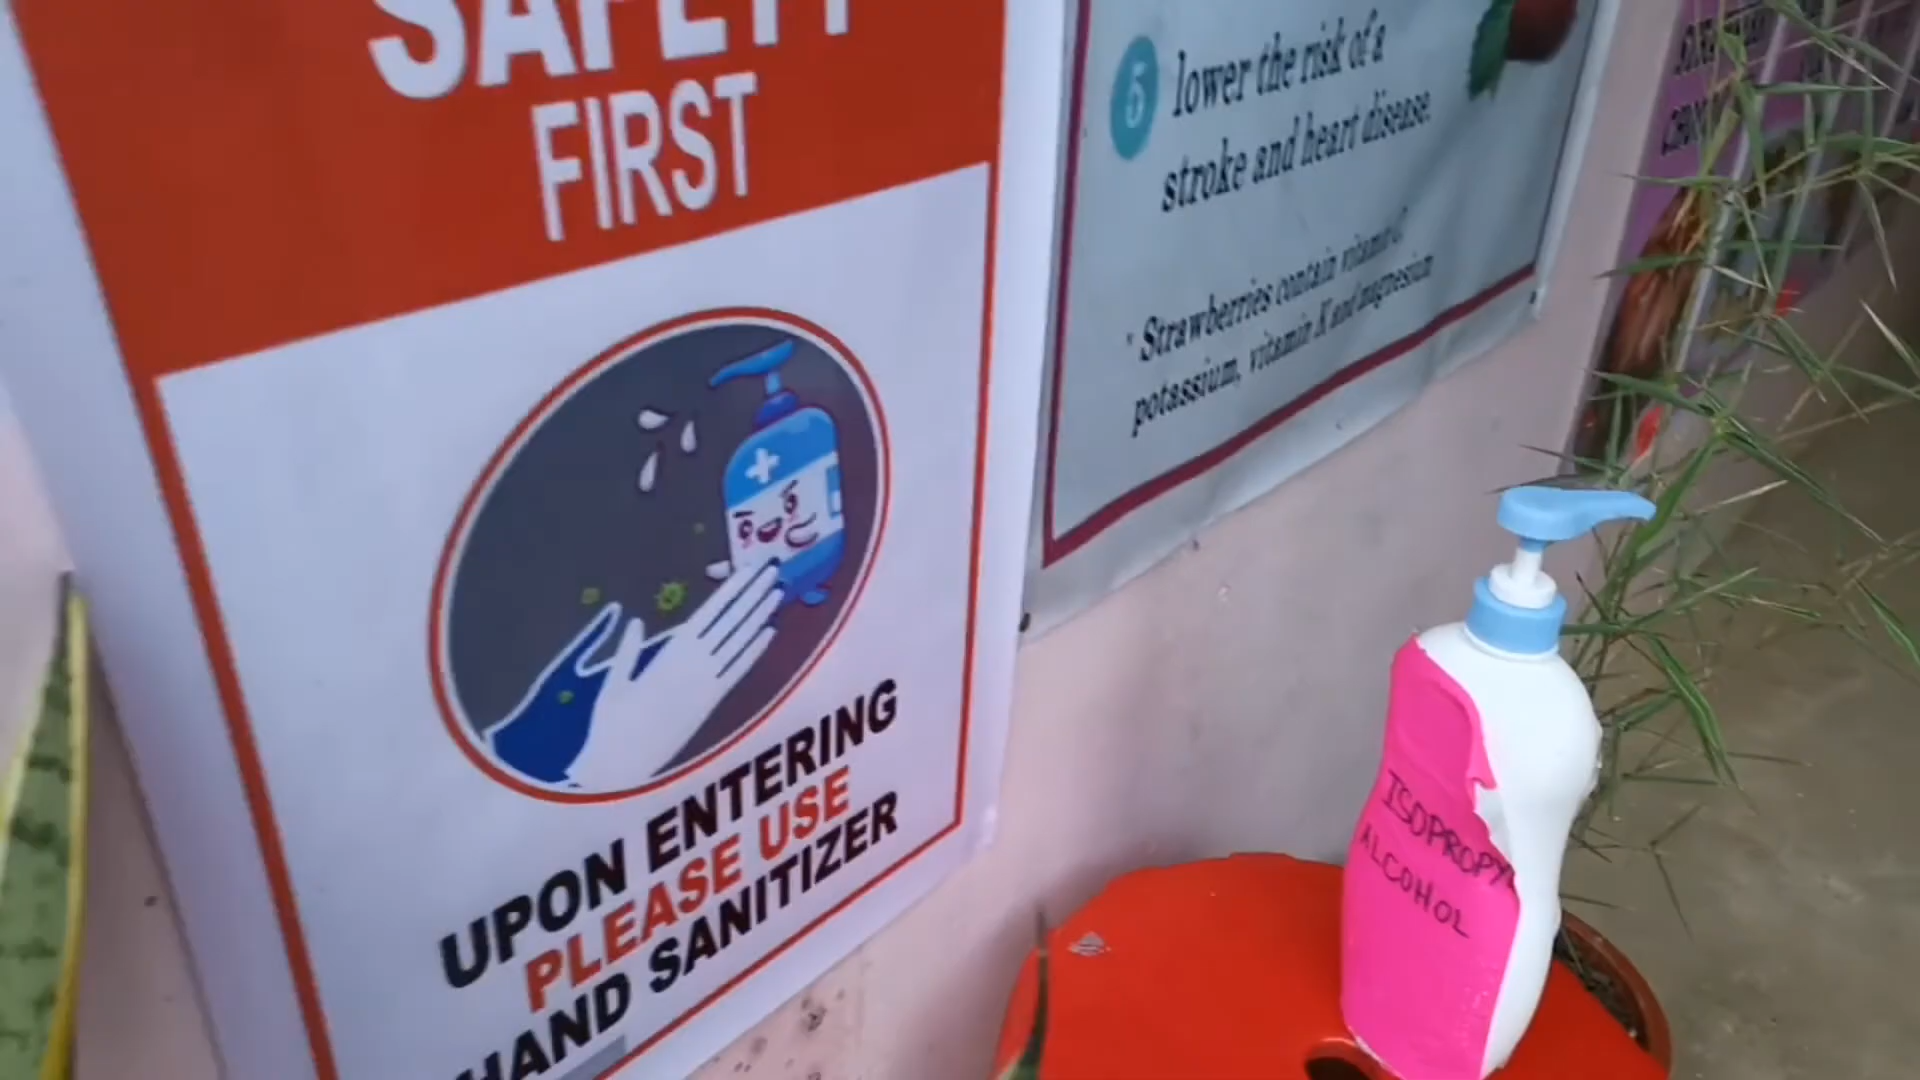 SAFETY
FIRST
UPON ENTERING
PLEASE USE
HAND SANITIZER
5
lower the risk of a
stroke and heart disease.
* Strawberries contain vitamin C,
potassium, vitamin K and magnesium
ISOPROPYL
ALCOHOL